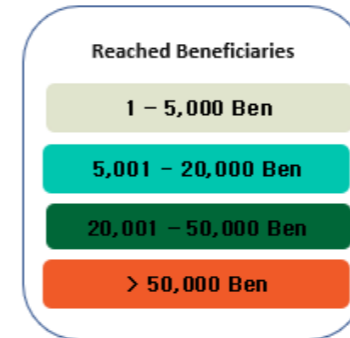 Reached Beneficiaries
1 – 5,000 Ben
5,001 – 20,000 Ben
20,001 – 50,000 Ben
> 50,000 Ben